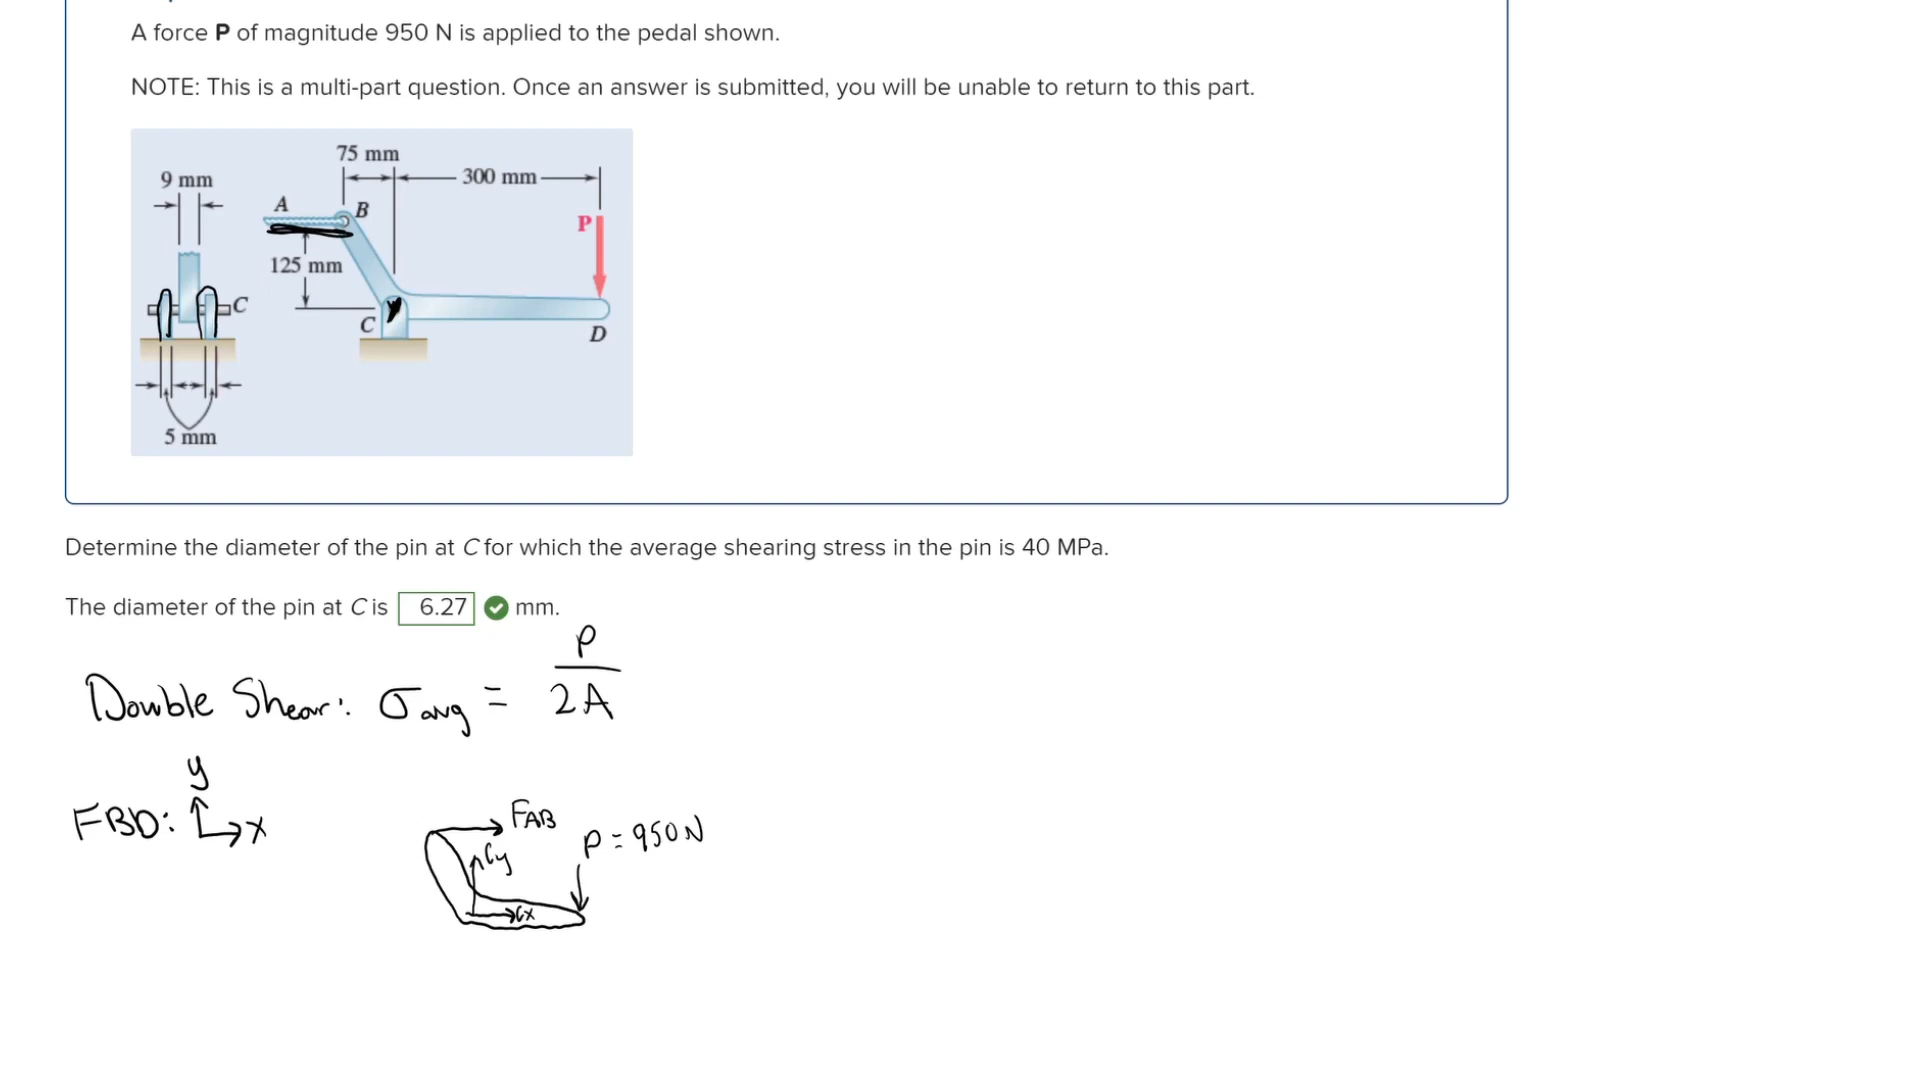 A force P of magnitude 950 N is applied to the pedal shown.
NOTE: This is a multi-part question. Once an answer is submitted, you will be unable to return to this part.
75 mm
9 mm
300 mm
A
B
P
125 mm
C
C
D
5 mm
Determine the diameter of the pin at C for which the average shearing stress in the pin is 40 MPa.
The diameter of the pin at C is 6.27 mm.
Double Shear: σavg = P/2A
y
FBD: x
FAB
P = 950N
Cy
Cx